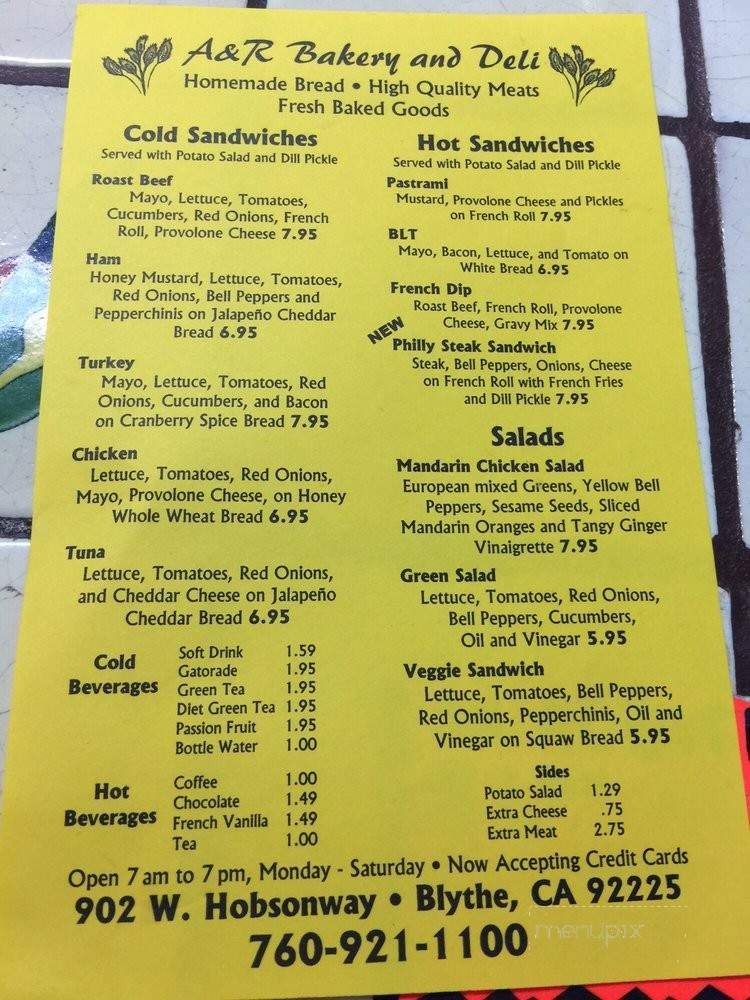 A&R Bakery and Deli
Homemade Bread • High Quality Meats
Fresh Baked Goods
Cold Sandwiches
Served with Potato Salad and Dill Pickle
Roast Beef
Mayo, Lettuce, Tomatoes,
Cucumbers, Red Onions, French
Roll, Provolone Cheese 7.95
Ham
Honey Mustard, Lettuce, Tomatoes,
Red Onions, Bell Peppers and
Pepperchinis on Jalapeño Cheddar
Bread 6.95
Turkey
Mayo, Lettuce, Tomatoes, Red
Onions, Cucumbers, and Bacon
on Cranberry Spice Bread 7.95
Chicken
Lettuce, Tomatoes, Red Onions,
Mayo, Provolone Cheese, on Honey
Whole Wheat Bread 6.95
Tuna
Lettuce, Tomatoes, Red Onions,
and Cheddar Cheese on Jalapeño
Cheddar Bread 6.95
Cold
Beverages
Soft Drink 1.59
Gatorade 1.95
Green Tea 1.95
Diet Green Tea 1.95
Passion Fruit 1.95
Bottle Water 1.00
Hot
Beverages
Coffee 1.00
Chocolate 1.49
French Vanilla 1.49
Tea 1.00
Hot Sandwiches
Served with Potato Salad and Dill Pickle
Pastrami
Mustard, Provolone Cheese and Pickles
on French Roll 7.95
BLT
Mayo, Bacon, Lettuce, and Tomato on
White Bread 6.95
French Dip
Roast Beef, French Roll, Provolone
Cheese, Gravy Mix 7.95
NEW
Philly Steak Sandwich
Steak, Bell Peppers, Onions, Cheese
on French Roll with French Fries
and Dill Pickle 7.95
Salads
Mandarin Chicken Salad
European mixed Greens, Yellow Bell
Peppers, Sesame Seeds, Sliced
Mandarin Oranges and Tangy Ginger
Vinaigrette 7.95
Green Salad
Lettuce, Tomatoes, Red Onions,
Bell Peppers, Cucumbers,
Oil and Vinegar 5.95
Veggie Sandwich
Lettuce, Tomatoes, Bell Peppers,
Red Onions, Pepperchinis, Oil and
Vinegar on Squaw Bread 5.95
Sides
Potato Salad 1.29
Extra Cheese .75
Extra Meat 2.75
Open 7 am to 7 pm, Monday - Saturday • Now Accepting Credit Cards
902 W. Hobsonway • Blythe, CA 92225
760-921-1100
menupix